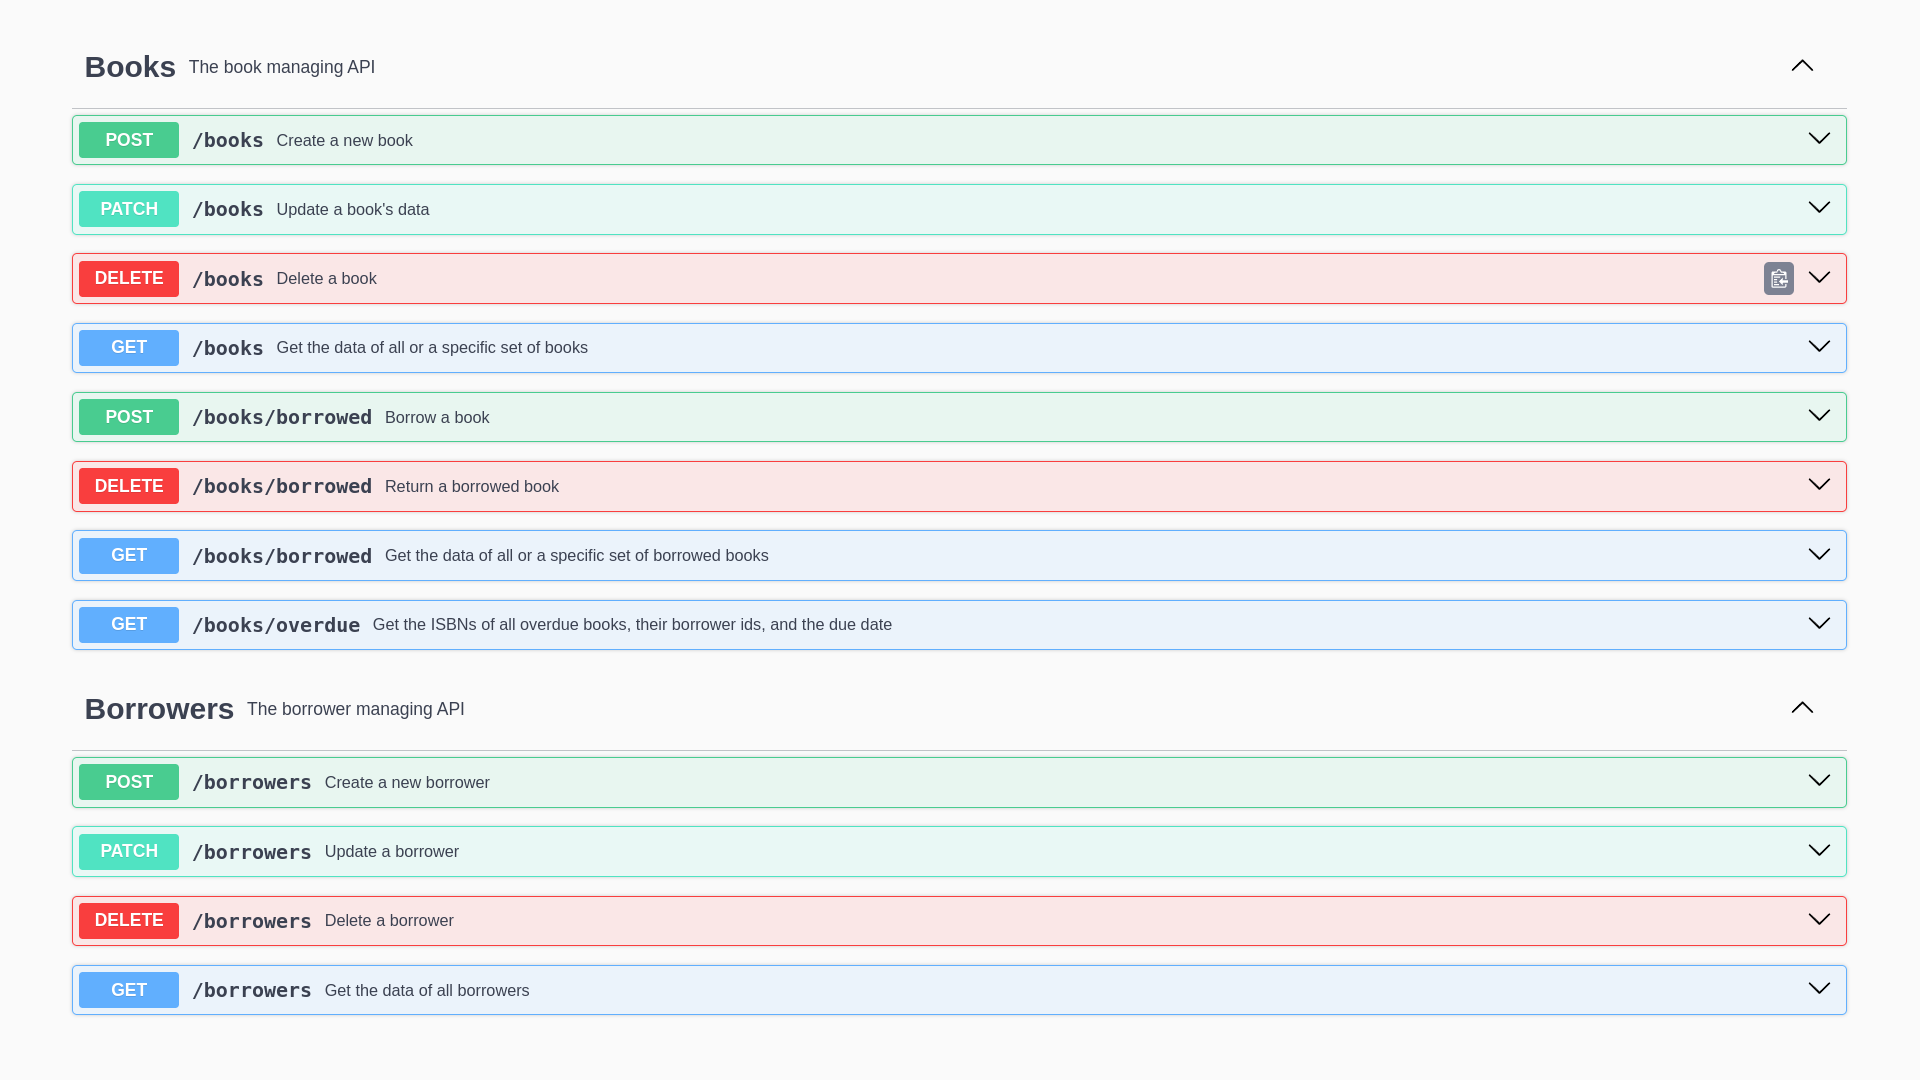 Books The book managing API
POST /books Create a new book
PATCH /books Update a book's data
DELETE /books Delete a book
GET /books Get the data of all or a specific set of books
POST /books/borrowed Borrow a book
DELETE /books/borrowed Return a borrowed book
GET /books/borrowed Get the data of all or a specific set of borrowed books
GET /books/overdue Get the ISBNs of all overdue books, their borrower ids, and the due date
Borrowers The borrower managing API
POST /borrowers Create a new borrower
PATCH /borrowers Update a borrower
DELETE /borrowers Delete a borrower
GET /borrowers Get the data of all borrowers